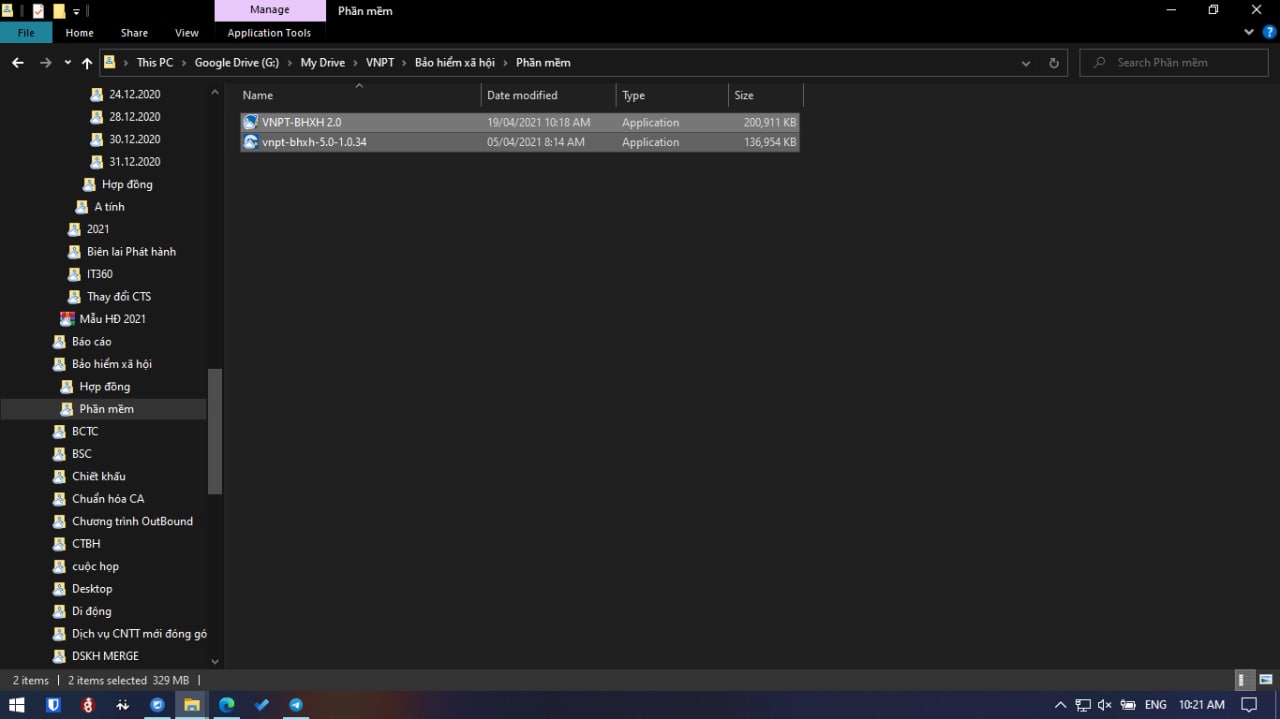 Manage
Phần mềm
File
Home
Share
View
Application Tools
This PC > Google Drive (G:) > My Drive > VNPT > Bảo hiểm xã hội > Phần mềm
Search Phần mềm
Name
Date modified
Type
Size
VNPT-BHXH 2.0
19/04/2021 10:18 AM
Application
200,911 KB
vnpt-bhxh-5.0-1.0.34
05/04/2021 8:14 AM
Application
136,954 KB
24.12.2020
28.12.2020
30.12.2020
31.12.2020
Hợp đồng
A tính
2021
Biên lai Phát hành
IT360
Thay đổi CTS
Mẫu HĐ 2021
Báo cáo
Bảo hiểm xã hội
Hợp đồng
Phần mềm
BCTC
BSC
Chiết khấu
Chuẩn hóa CA
Chương trình OutBound
CTBH
cuộc họp
Desktop
Di động
Dịch vụ CNTT mới đóng gó
DSKH MERGE
2 items
2 items selected 329 MB
ENG
10:21 AM